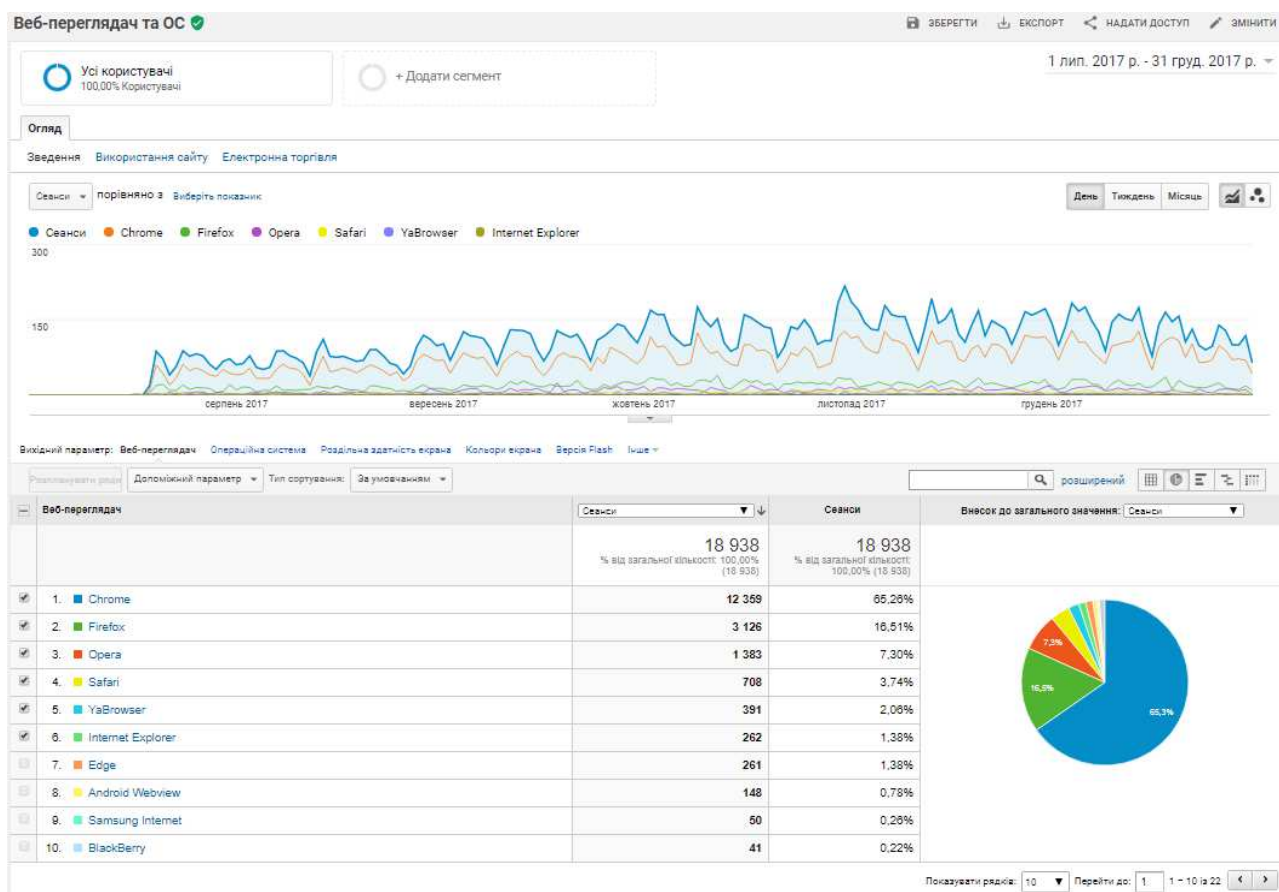 Веб-переглядач та ОС
ЗБЕРЕГТИ ЕКСПОРТ НАДАТИ ДОСТУП ЗМІНИТИ
Усі користувачі
100,00% Користувачі
+ Додати сегмент
1 лип. 2017 р. - 31 груд. 2017 р.
Огляд
Зведення Використання сайту Електронна торгівля
Сеанси порівняно з Виберіть показник
День Тиждень Місяць
Сеанси Chrome Firefox Opera Safari YaBrowser Internet Explorer
300
150
серпень 2017 вересень 2017 жовтень 2017 листопад 2017 грудень 2017
Вихідний параметр: Веб-переглядач Операційна система Роздільна здатність екрана Кольори екрана Версія Flash Інше
Розпланувати ряди Допоміжний параметр Тип сортування: За умовчанням розширений
Веб-переглядач Сеанси Сеанси Внесок до загального значення: Сеанси
18 938 18 938
% від загальної кількості: 100,00% % від загальної кількості:
(18 938) 100,00% (18 938)
1. Chrome 12 359 65,26%
2. Firefox 3 126 16,51%
3. Opera 1 383 7,30%
4. Safari 708 3,74%
5. YaBrowser 391 2,06%
6. Internet Explorer 262 1,38%
7. Edge 261 1,38%
8. Android Webview 148 0,78%
9. Samsung Internet 50 0,26%
10. BlackBerry 41 0,22%
7,3%
16,5%
65,3%
Показувати рядків: 10 Перейти до: 1 1 – 10 із 22